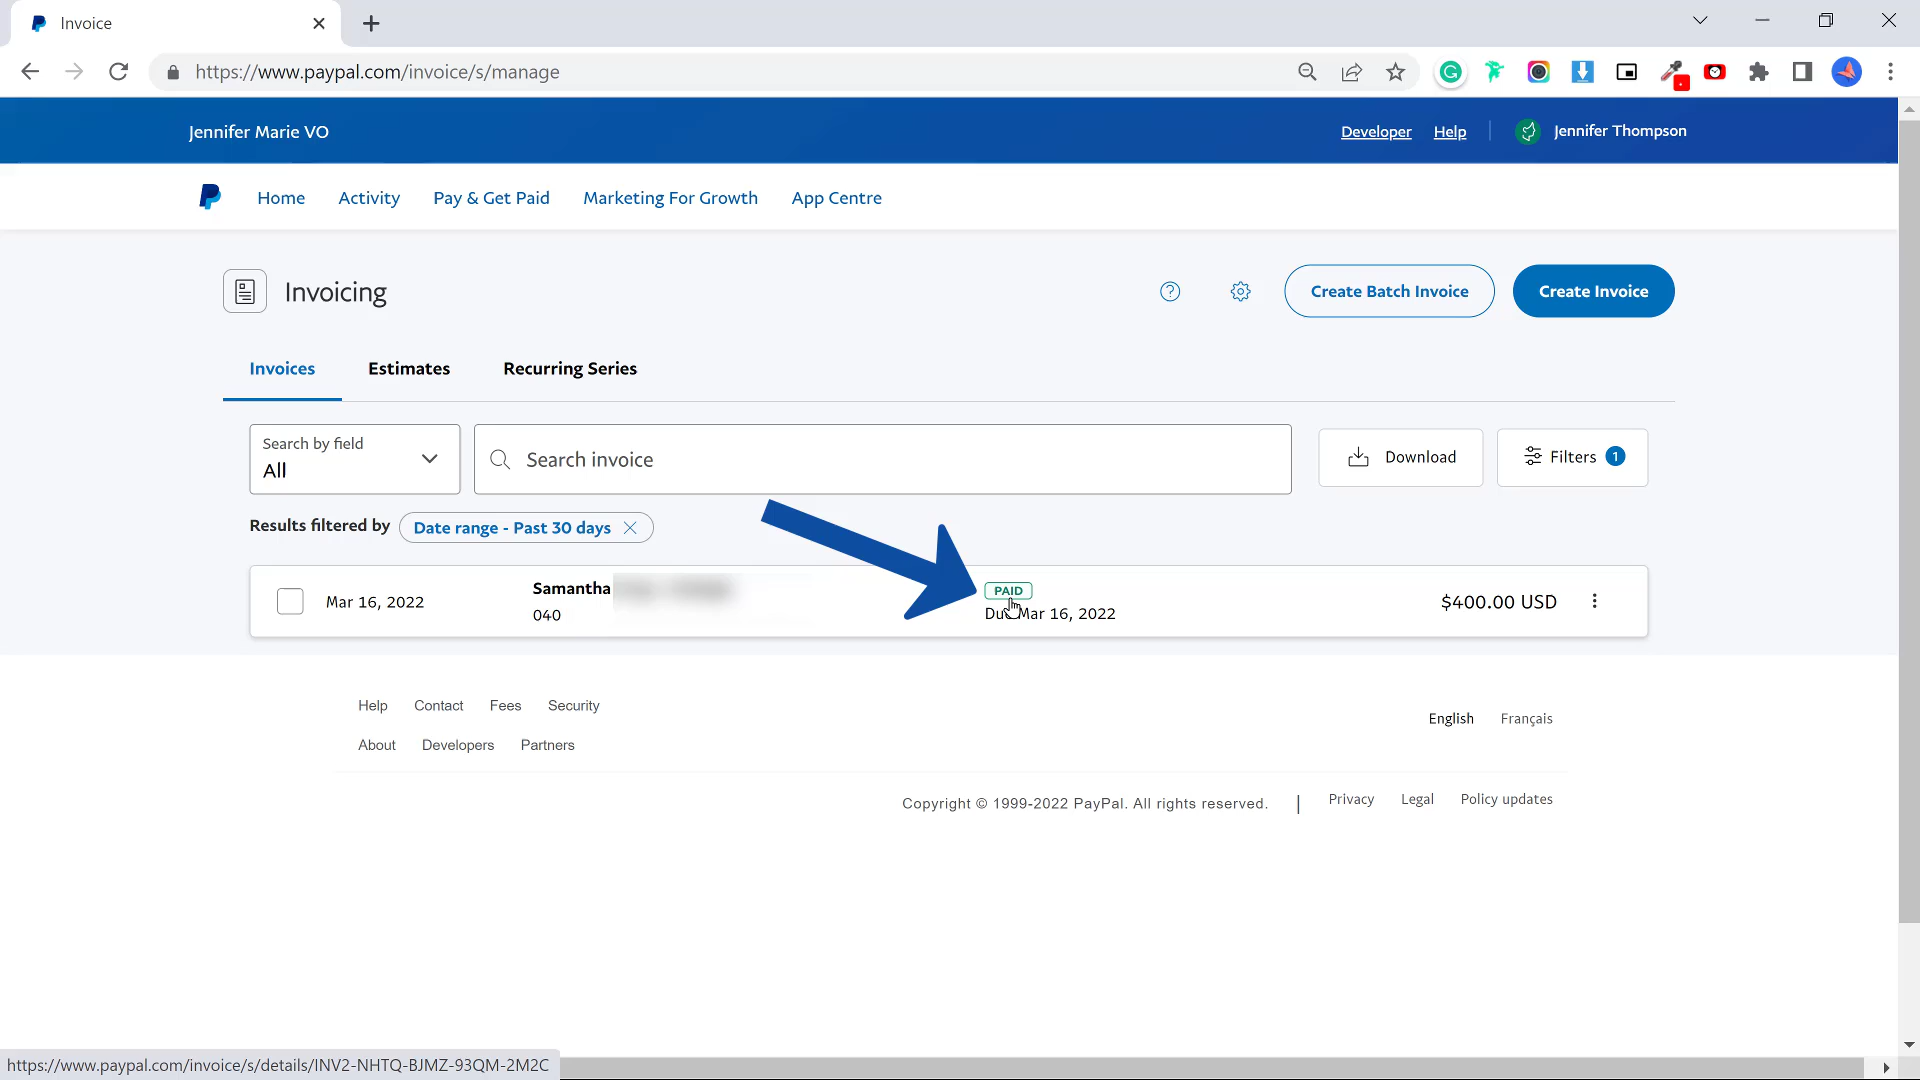 Invoice
https://www.paypal.com/invoice/s/manage
Jennifer Marie VO
Developer Help Jennifer Thompson
Home Activity Pay & Get Paid Marketing For Growth App Centre
Invoicing
Create Batch Invoice Create Invoice
Invoices Estimates Recurring Series
Search by field
All
Search invoice
Download
Filters 1
Results filtered by Date range - Past 30 days
Mar 16, 2022
Samantha
040
PAID
Due Mar 16, 2022
$400.00 USD
Help Contact Fees Security
About Developers Partners
English Français
Copyright © 1999-2022 PayPal. All rights reserved. | Privacy Legal Policy updates
https://www.paypal.com/invoice/s/details/INV2-NHTQ-BJMZ-93QM-2M2C